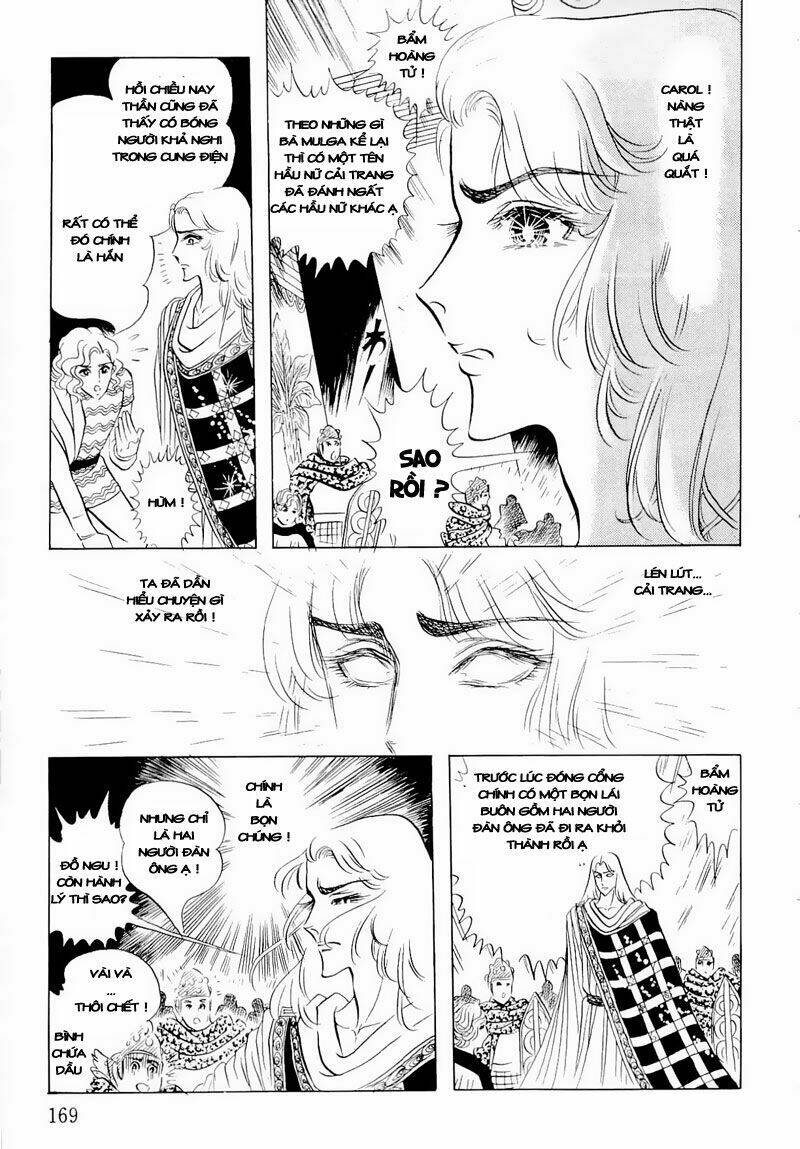 BẨM
HOÀNG
TỬ !
CAROL !
NÀNG
THẬT
LÀ
QUÁ
QUẮT !
THEO NHỮNG GÌ
BÀ MULGA KỂ LẠI
THÌ CÓ MỘT TÊN
HẦU NỮ CẢI TRANG
ĐÃ ĐÁNH NGẤT
CÁC HẦU NỮ KHÁC Ạ
わー
SAO
RỒI ?
HỒI CHIỀU NAY
THẦN CŨNG ĐÃ
THẤY CÓ BÓNG
NGƯỜI KHẢ NGHI
TRONG CUNG ĐIỆN
RẤT CÓ THỂ
ĐÓ CHÍNH
LÀ HẮN
HỪM !
LÉN LÚT...
CẢI TRANG...
TA ĐÃ DẦN
HIỂU CHUYỆN GÌ
XẢY RA RỒI !
BẨM
HOÀNG
TỬ
TRƯỚC LÚC ĐÓNG CỔNG
CHÍNH CÓ MỘT BỌN LÁI
BUÔN GỒM HAI NGƯỜI
ĐÀN ÔNG ĐÃ ĐI RA KHỎI
THÀNH RỒI Ạ
CHÍNH
LÀ
BỌN
CHÚNG !
NHƯNG CHỈ
LÀ HAI
NGƯỜI ĐÀN
ÔNG Ạ !
ĐỒ NGU !
CÒN HÀNH
LÝ THÌ SAO?
VẢI VÀ
...
THÔI CHẾT !
BÌNH
CHỨA
DẦU
169